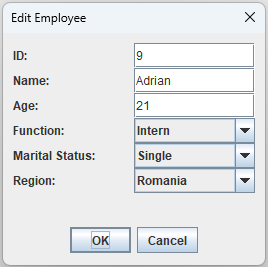 Edit Employee
ID: 9
Name: Adrian
Age: 21
Function: Intern
Marital Status: Single
Region: Romania
OK Cancel